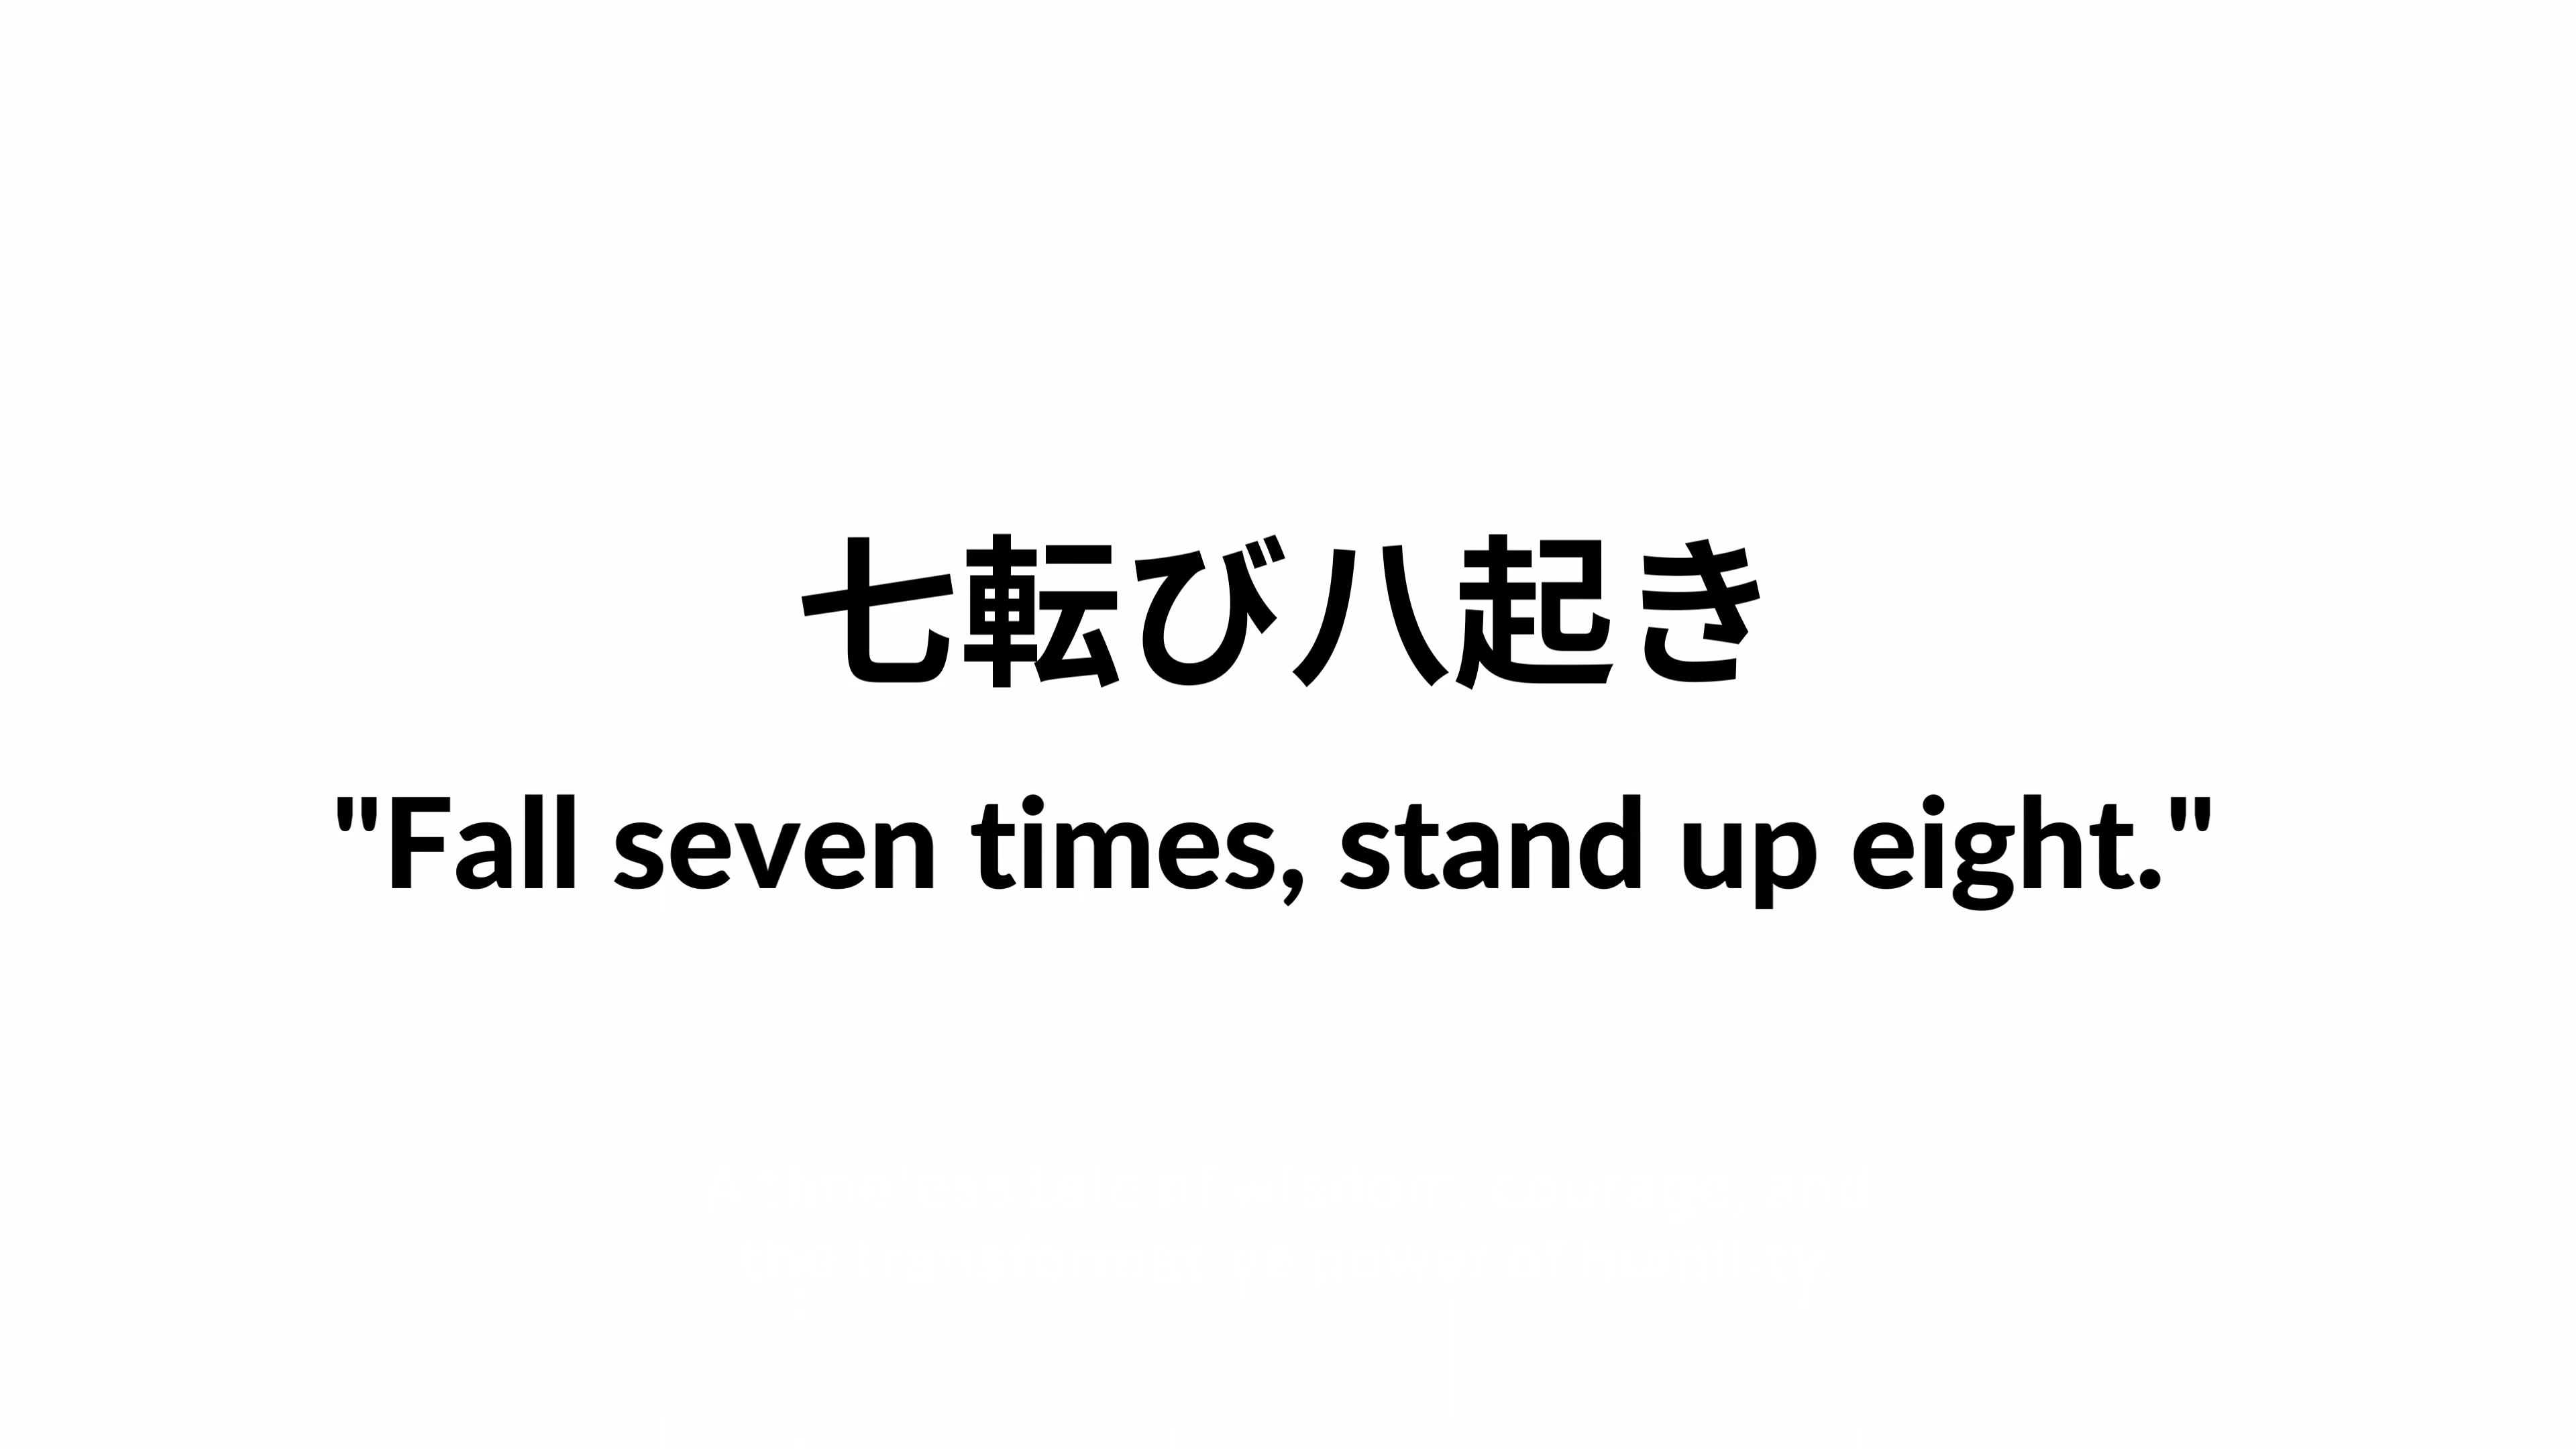 七転び八起き
"Fall seven times, stand up eight."